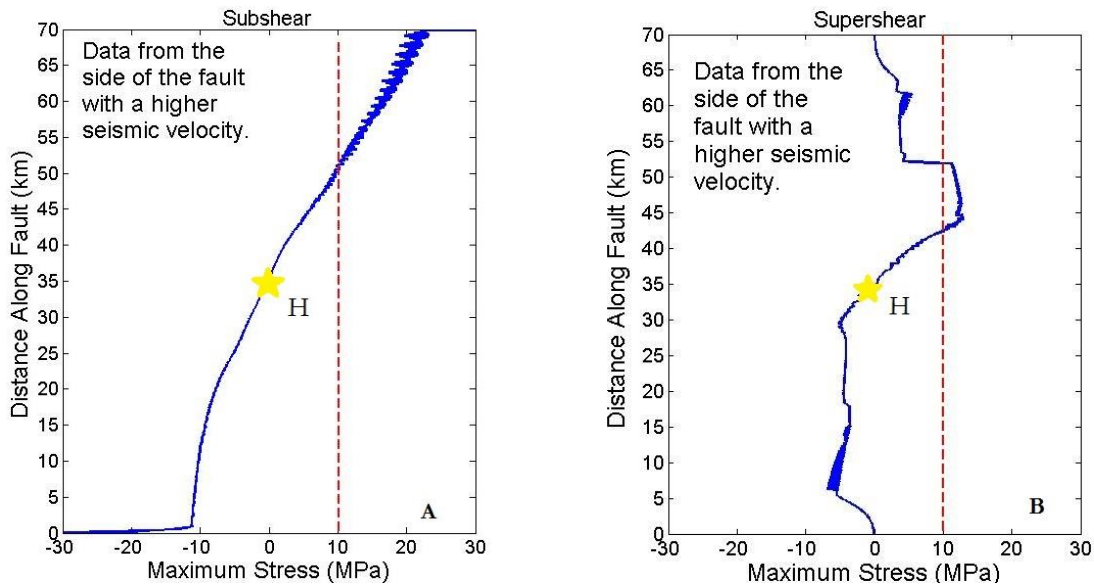 Subshear
Data from the
side of the fault
with a higher
seismic velocity.
H
A
Distance Along Fault (km)
70
65
60
55
50
45
40
35
30
25
20
15
10
5
0
-30 -20 -10 0 10 20 30
Maximum Stress (MPa)
Supershear
Data from the
side of the
fault with a
higher seismic
velocity.
H
B
Distance Along Fault (km)
70
65
60
55
50
45
40
35
30
25
20
15
10
5
0
-30 -20 -10 0 10 20 30
Maximum Stress (MPa)